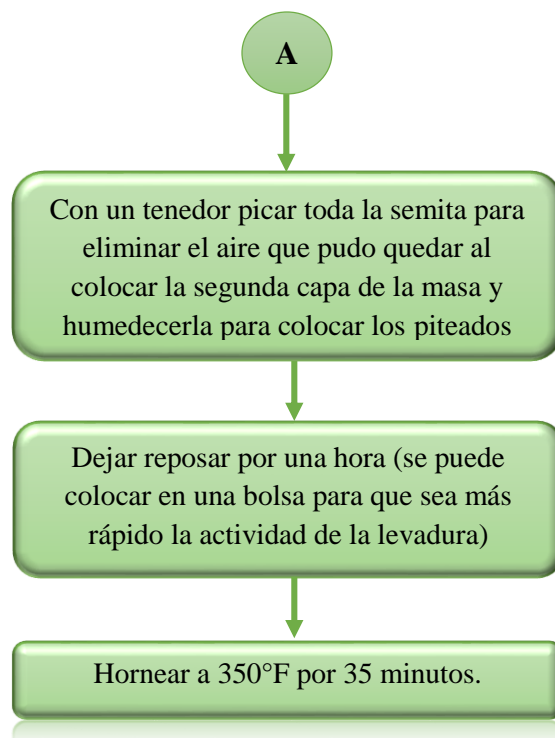 A
Con un tenedor picar toda la semita para
eliminar el aire que pudo quedar al
colocar la segunda capa de la masa y
humedecerla para colocar los piteados
Dejar reposar por una hora (se puede
colocar en una bolsa para que sea más
rápido la actividad de la levadura)
Hornear a 350°F por 35 minutos.